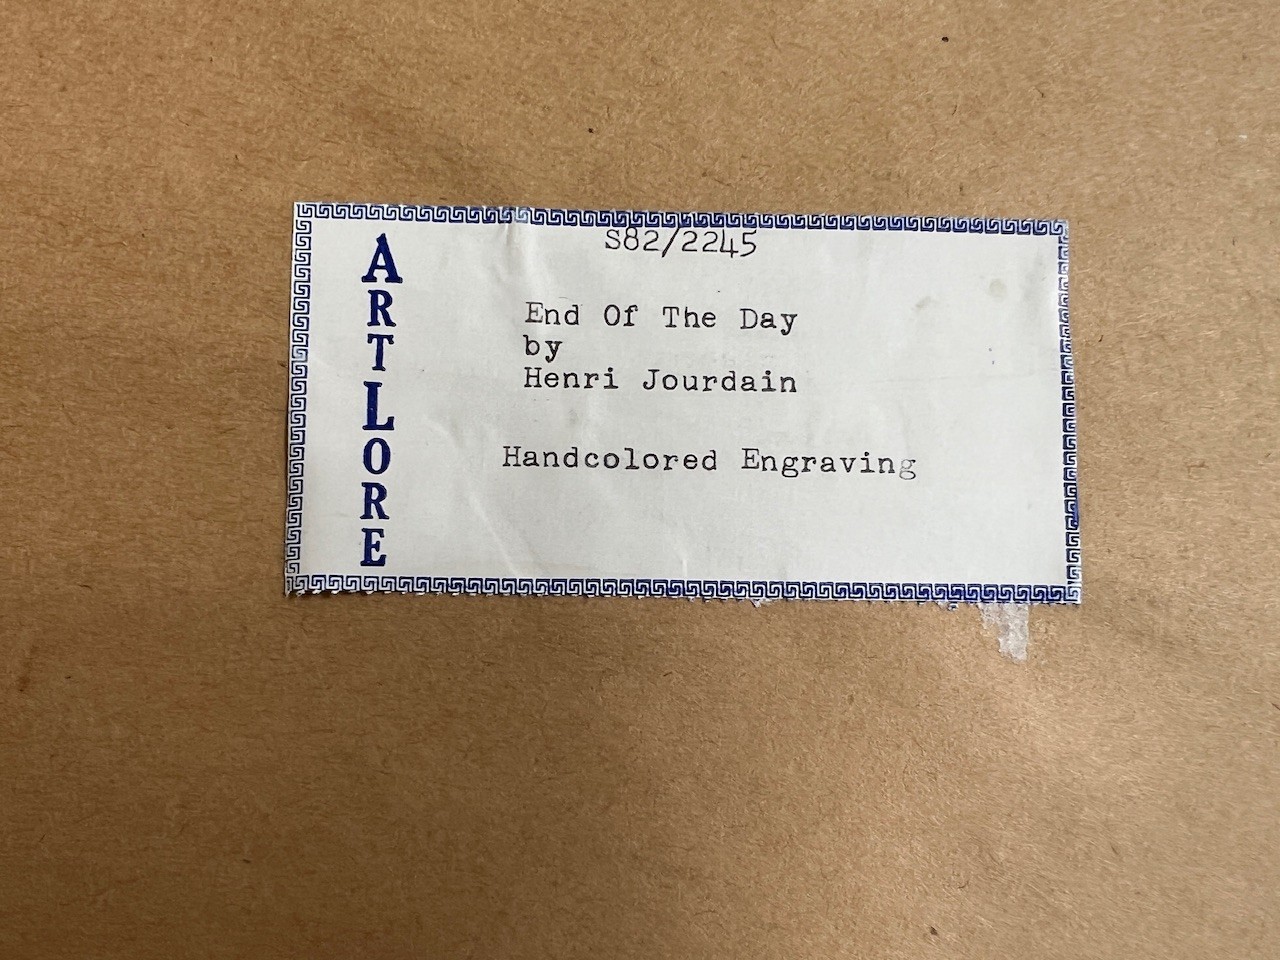 ARTLORE
S82/2245
End Of The Day
by
Henri Jourdain
Handcolored Engraving